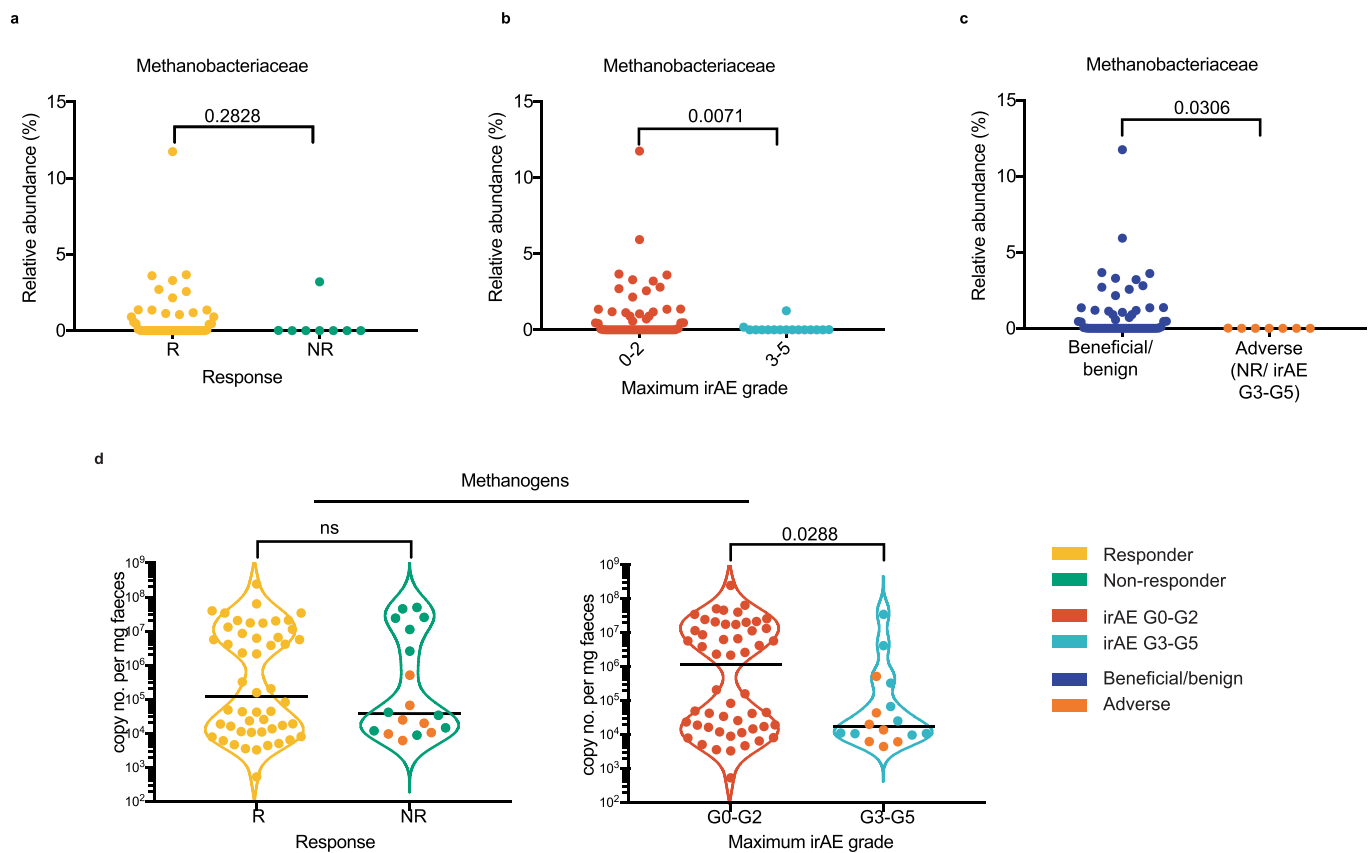 a
b
c
Methanobacteriaceae
Methanobacteriaceae
Methanobacteriaceae
Relative abundance (%)
15
10
5
0
0.2828
R
NR
Response
Relative abundance (%)
15
10
5
0
0.0071
0-2
3-5
Maximum irAE grade
Relative abundance (%)
15
10
5
0
0.0306
Beneficial/
benign
Adverse
(NR/ irAE
G3-G5)
d
Methanogens
copy no. per mg faeces
10⁹
10⁸
10⁷
10⁶
10⁵
10⁴
10³
10²
ns
R
NR
Response
copy no. per mg faeces
10⁹
10⁸
10⁷
10⁶
10⁵
10⁴
10³
10²
0.0288
G0-G2
G3-G5
Maximum irAE grade
Responder
Non-responder
irAE G0-G2
irAE G3-G5
Beneficial/benign
Adverse